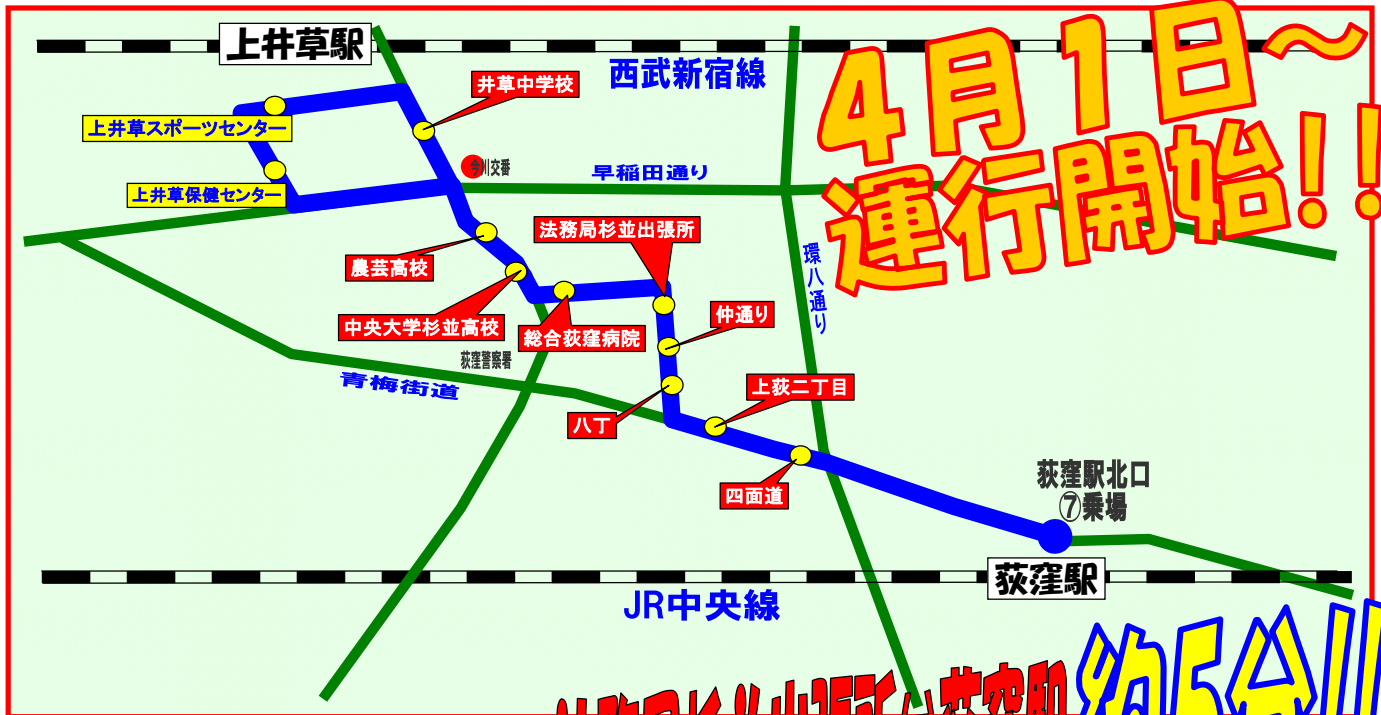 上井草駅
西武新宿線
4月1日～
運行開始!!
井草中学校
上井草スポーツセンター
今川交番
早稲田通り
上井草保健センター
法務局杉並出張所
農芸高校
環八通り
中央大学杉並高校
総合荻窪病院
仲通り
荻窪警察署
青梅街道
上荻二丁目
八丁
四面道
荻窪駅北口
⑦乗場
荻窪駅
JR中央線
約5分!!